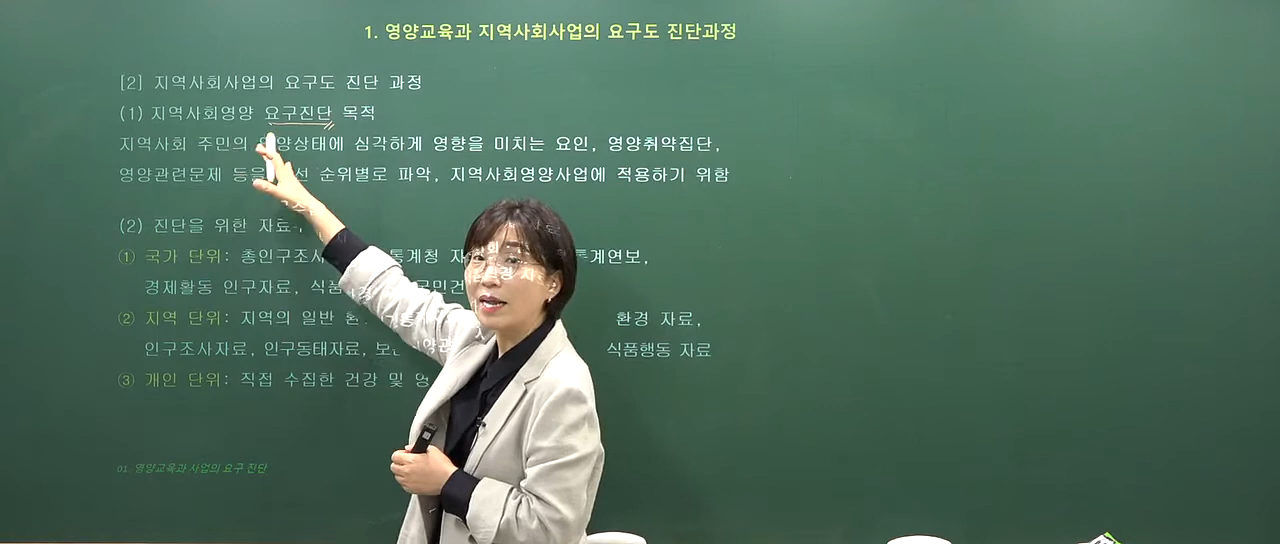 1. 영양교육과 지역사회사업의 요구도 진단과정
[2] 지역사회사업의 요구도 진단 과정
(1) 지역사회영양 요구진단 목적
지역사회 주민의 영양상태에 심각하게 영향을 미치는 요인, 영양취약집단,
영양관련문제 등을 순위별로 파악, 지역사회영양사업에 적용하기 위함
(2) 진단을 위한 자료
① 국가 단위: 총인구조사 통계청 통계연보,
경제활동 인구자료, 식품
② 지역 단위: 지역의 일반 환경 자료,
인구조사자료, 인구동태자료, 식품행동 자료
③ 개인 단위: 직접 수집한 건강 및
01. 영양교육과 사업의 요구 진단